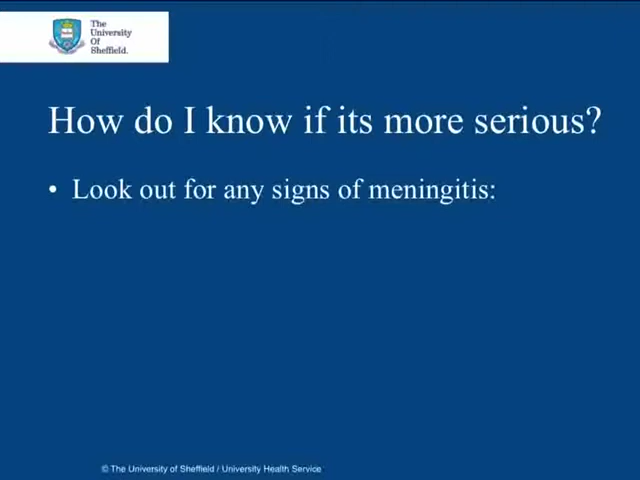 The
University
Of
Sheffield.
How do I know if its more serious?
• Look out for any signs of meningitis:
© The University of Sheffield / University Health Service